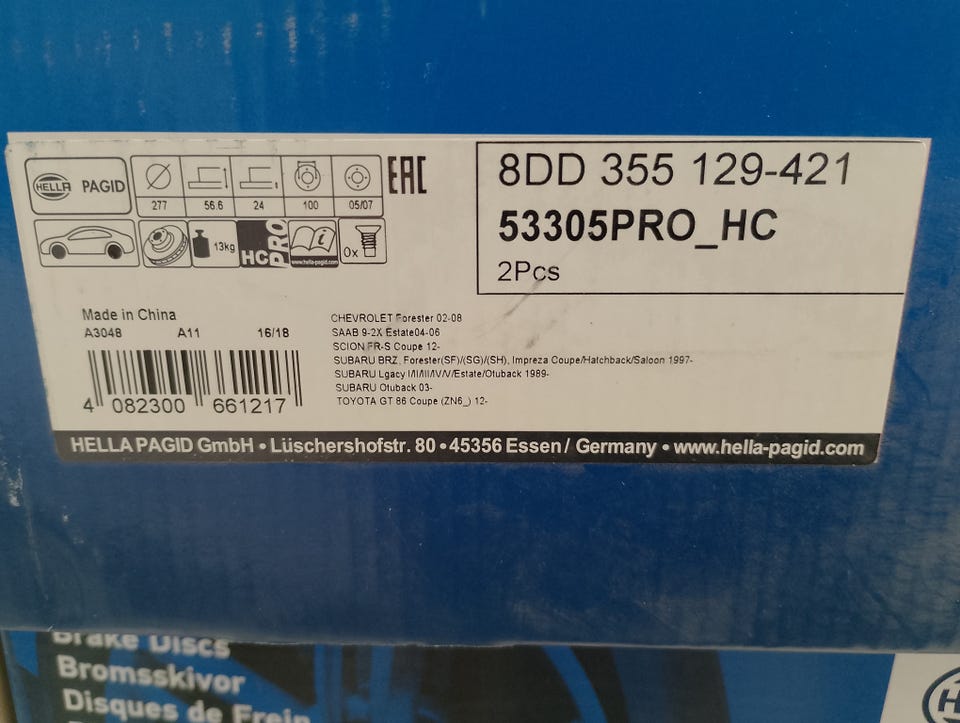 HELLA PAGID
277 56.6 24 100 05/07
EAC
13kg HC PRO www.hella-pagid.com 0x
8DD 355 129-421
53305PRO_HC
2Pcs
Made in China
A3048 A11 16/18
4 082300 661217
CHEVROLET Forester 02-08
SAAB 9-2X Estate04-06
SCION FR-S Coupe 12-
SUBARU BRZ, Forester(SF)/(SG)/(SH), Impreza Coupe/Hatchback/Saloon 1997-
SUBARU Lgacy I/II/III/IV/V/Estate/Otuback 1989-
SUBARU Otuback 03-
TOYOTA GT 86 Coupe (ZN6_) 12-
HELLA PAGID GmbH • Lüschershofstr. 80 • 45356 Essen / Germany • www.hella-pagid.com
Brake Discs
Bromsskivor
Disques de Frein